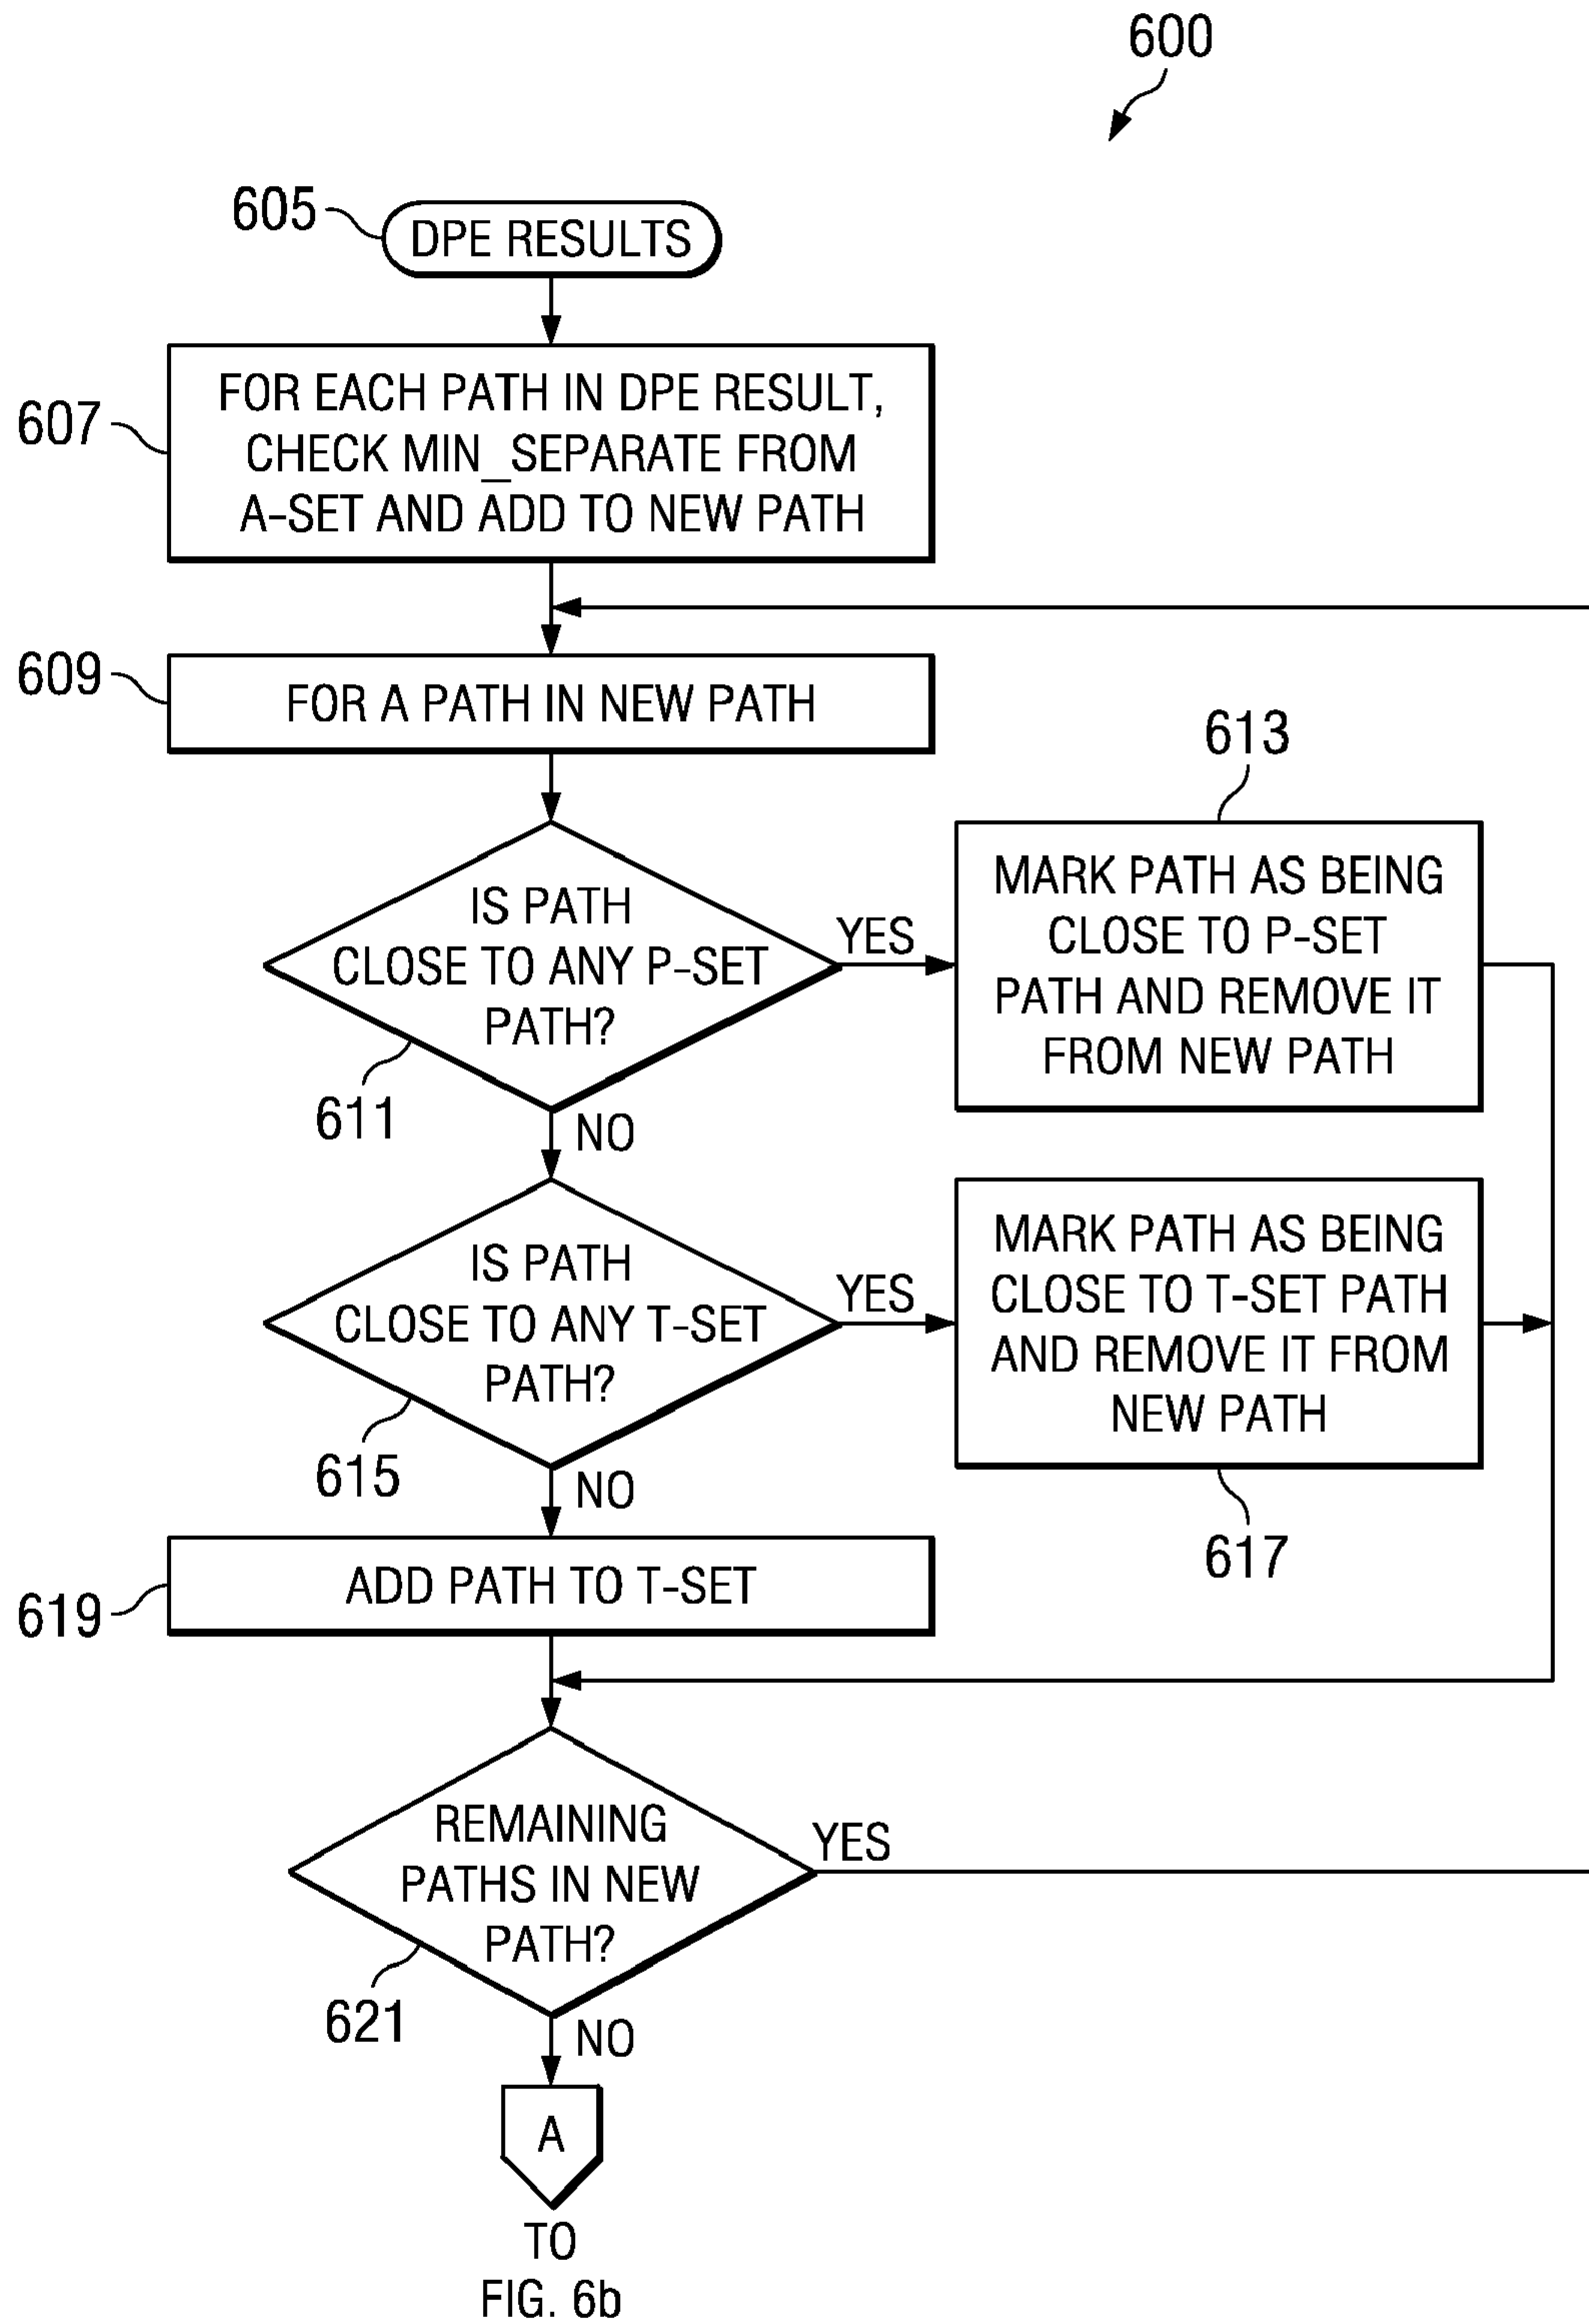 600
605
DPE RESULTS
607
FOR EACH PATH IN DPE RESULT,
CHECK MIN_SEPARATE FROM
A-SET AND ADD TO NEW PATH
609
FOR A PATH IN NEW PATH
613
IS PATH
CLOSE TO ANY P-SET
PATH?
YES
611
NO
MARK PATH AS BEING
CLOSE TO P-SET
PATH AND REMOVE IT
FROM NEW PATH
IS PATH
CLOSE TO ANY T-SET
PATH?
YES
615
NO
MARK PATH AS BEING
CLOSE TO T-SET PATH
AND REMOVE IT FROM
NEW PATH
617
619
ADD PATH TO T-SET
REMAINING
PATHS IN NEW
PATH?
YES
621
NO
A
TO
FIG. 6b